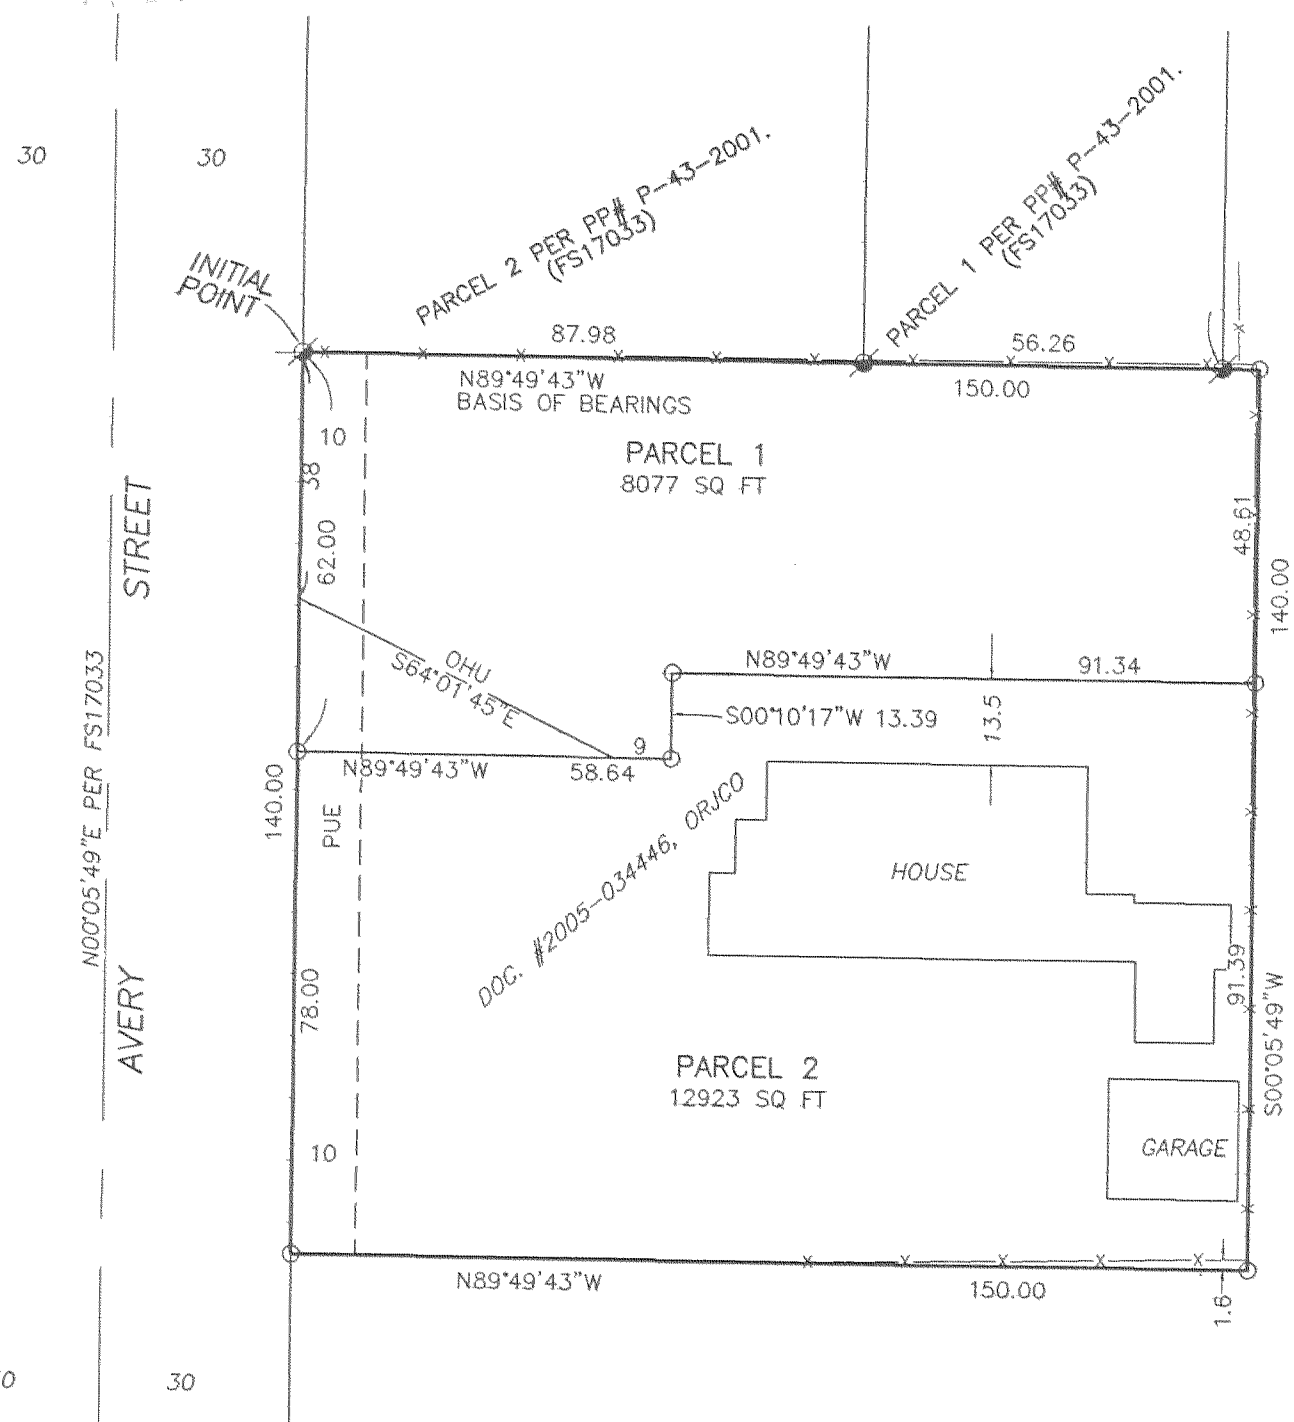 30
30
INITIAL
POINT
PARCEL 2 PER PP# P-43-2001.
(FS17033)
PARCEL 1 PER PP# P-43-2001.
(FS17033)
87.98
56.26
N89°49'43"W
BASIS OF BEARINGS
150.00
10
PARCEL 1
8077 SQ FT
38
62.00
48.61
140.00
STREET
AVERY
N00°05'49"E PER FS17033
OHU
S64°01'45"E
N89°49'43"W
91.34
S00°10'17"W 13.39
13.5
9
N89°49'43"W
58.64
140.00
PUE
DOC. #2005-034446, ORJCO
HOUSE
78.00
91.39
S00°05'49"W
PARCEL 2
12923 SQ FT
10
GARAGE
N89°49'43"W
150.00
1.6
30